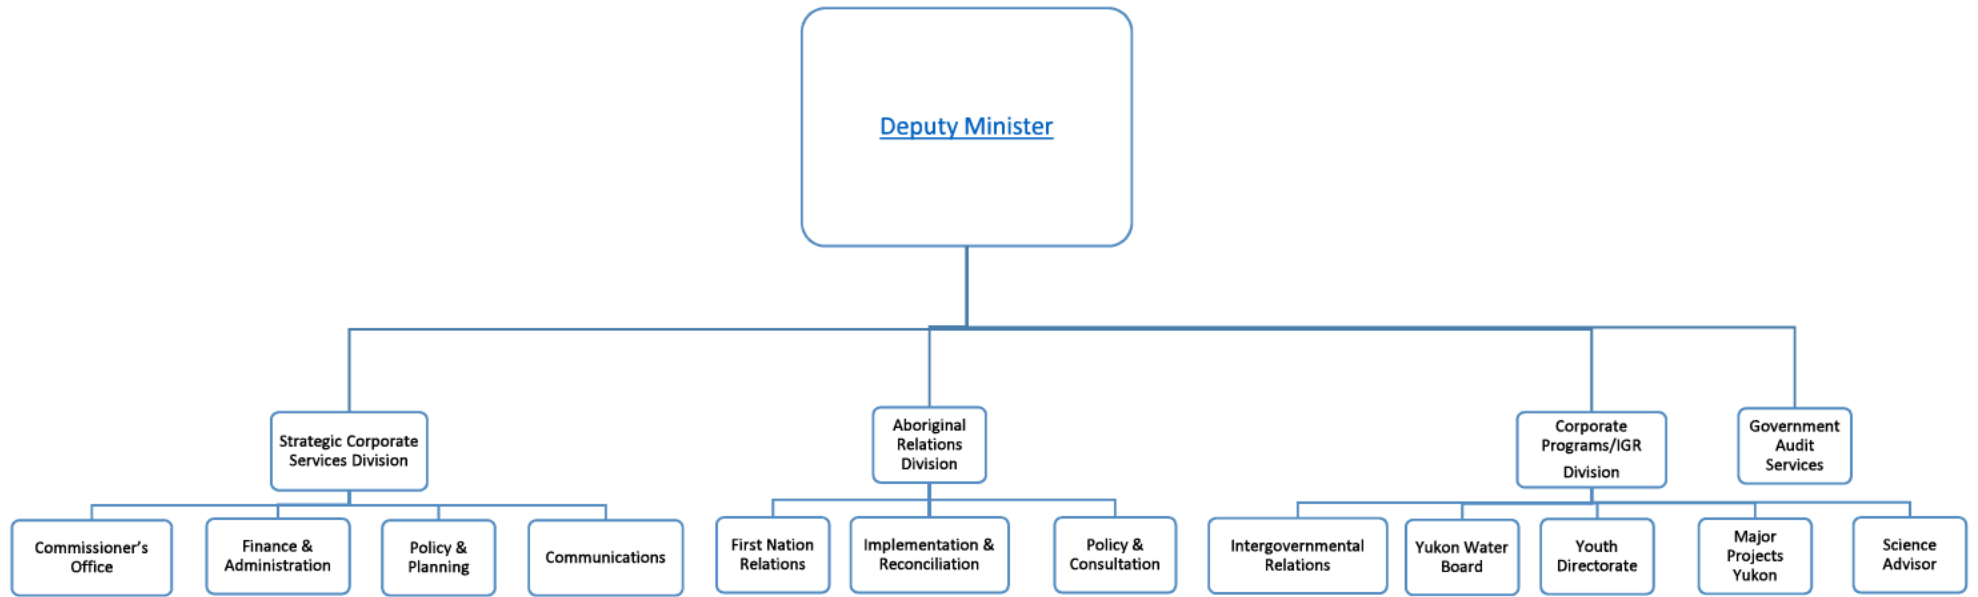 Deputy Minister
Strategic Corporate
Services Division
Aboriginal
Relations
Division
Corporate
Programs/IGR
Division
Government
Audit
Services
Commissioner’s
Office
Finance &
Administration
Policy &
Planning
Communications
First Nation
Relations
Implementation &
Reconciliation
Policy &
Consultation
Intergovernmental
Relations
Yukon Water
Board
Youth
Directorate
Major
Projects
Yukon
Science
Advisor